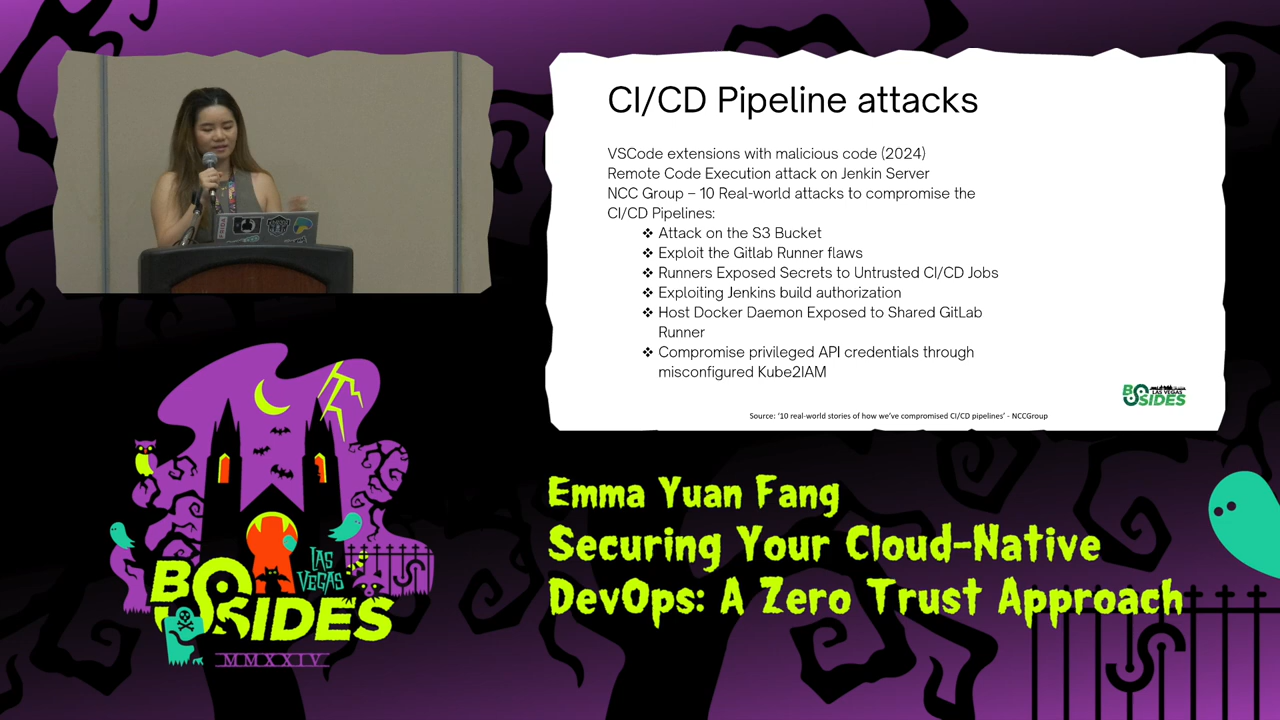 CI/CD Pipeline attacks
VSCode extensions with malicious code (2024)
Remote Code Execution attack on Jenkin Server
NCC Group – 10 Real-world attacks to compromise the
CI/CD Pipelines:
❖ Attack on the S3 Bucket
❖ Exploit the Gitlab Runner flaws
❖ Runners Exposed Secrets to Untrusted CI/CD Jobs
❖ Exploiting Jenkins build authorization
❖ Host Docker Daemon Exposed to Shared GitLab
Runner
❖ Compromise privileged API credentials through
misconfigured Kube2IAM
BSIDES
LAS VEGAS
Source: '10 real-world stories of how we've compromised CI/CD pipelines' - NCCGroup
LAS
VEGAS
BSIDES
MMXXIV
Emma Yuan Fang
Securing Your Cloud-Native
DevOps: A Zero Trust Approach